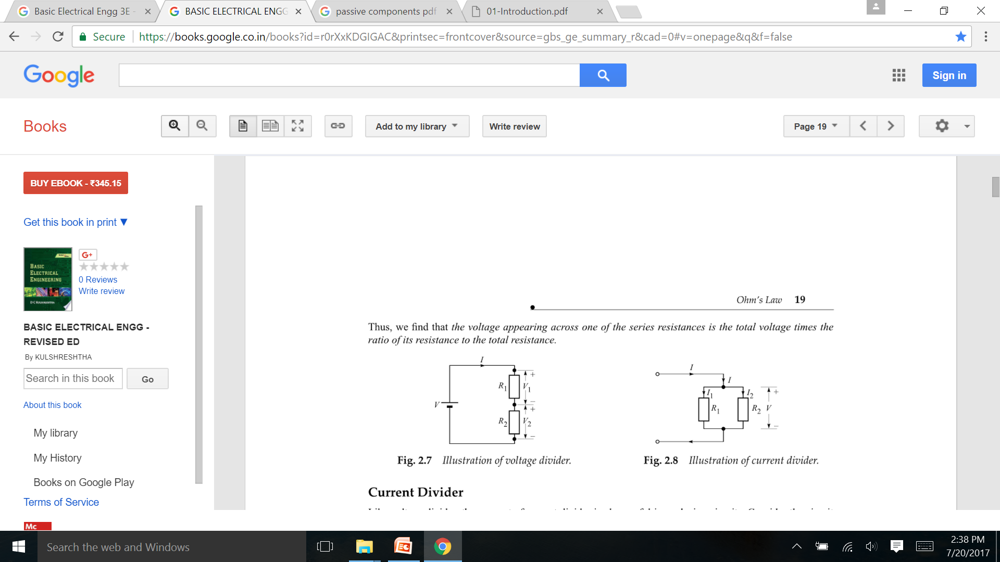 Basic Electrical Engg 3E -
BASIC ELECTRICAL ENGG
passive components pdf
01-Introduction.pdf
Secure
https://books.google.co.in/books?id=r0rXxKDGIGAC&printsec=frontcover&source=gbs_ge_summary_r&cad=0#v=onepage&q&f=false
Google
Sign in
Books
Add to my library
Write review
Page 19
BUY EBOOK - ₹345.15
Get this book in print ▼
BASIC
ELECTRICAL
ENGINEERING
D C KULSHRESHTHA
G+
0 Reviews
Write review
BASIC ELECTRICAL ENGG -
REVISED ED
By KULSHRESHTHA
Search in this book
Go
About this book
My library
My History
Books on Google Play
Terms of Service
Mc
Ohm's Law 19
Thus, we find that the voltage appearing across one of the series resistances is the total voltage times the
ratio of its resistance to the total resistance.
I
R1
V1
+
−
V
R2
V2
+
−
Fig. 2.7 Illustration of voltage divider.
I
I
I1
I2
R1
R2
V
+
−
Fig. 2.8 Illustration of current divider.
Current Divider
Search the web and Windows
2:38 PM
7/20/2017